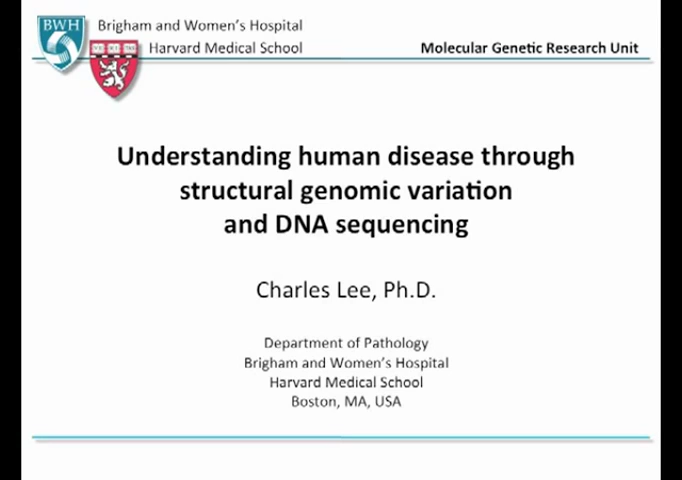 BWH
Brigham and Women's Hospital
Harvard Medical School
Molecular Genetic Research Unit
Understanding human disease through
structural genomic variation
and DNA sequencing
Charles Lee, Ph.D.
Department of Pathology
Brigham and Women's Hospital
Harvard Medical School
Boston, MA, USA